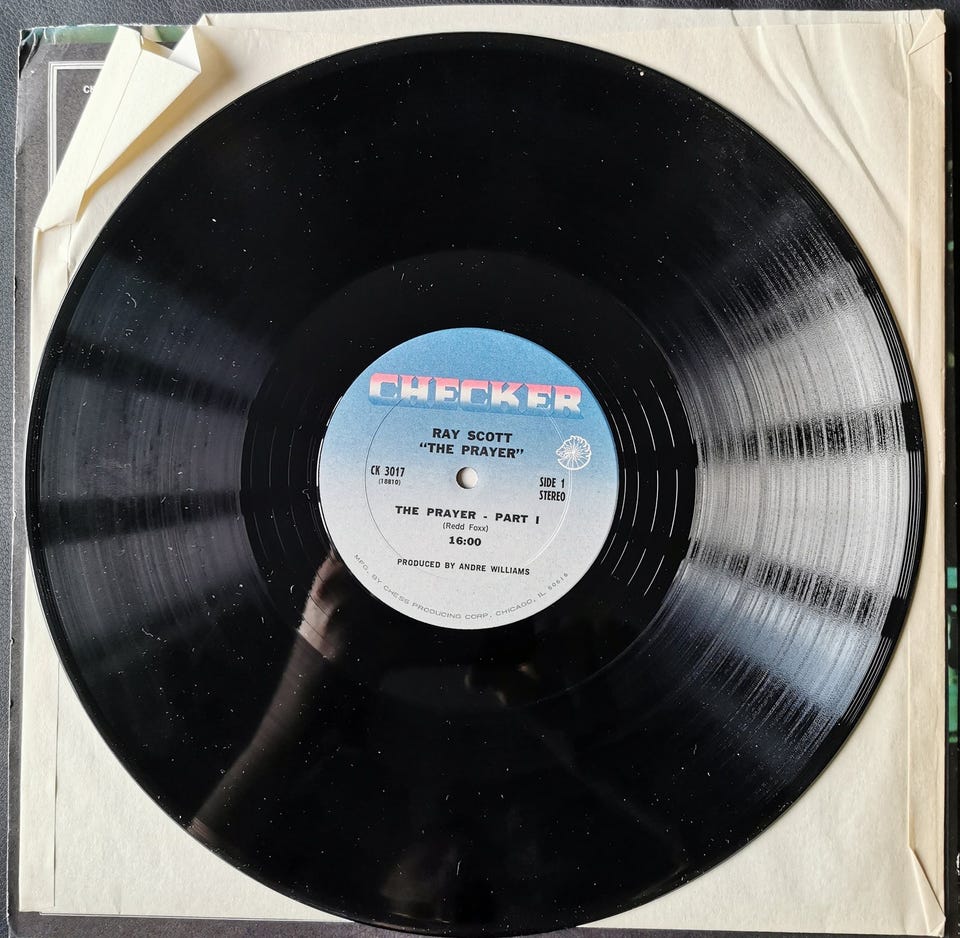 CHECKER
RAY SCOTT
"THE PRAYER"
CK 3017
(18810)
SIDE 1
STEREO
THE PRAYER - PART I
(Redd Foxx)
16:00
PRODUCED BY ANDRE WILLIAMS
MFG. BY CHESS PRODUCING CORP., CHICAGO, IL 60616